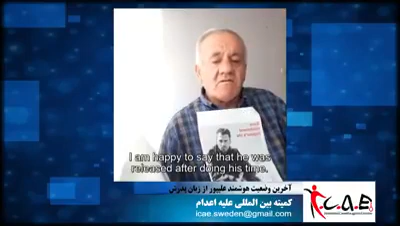 I am happy to say that he was
released after doing his time.
آخرین وضعیت هوشمند علیپور از زبان پدرش
کمیته بین المللی علیه اعدام
icae.sweden@gmail.com
I.C.A.E